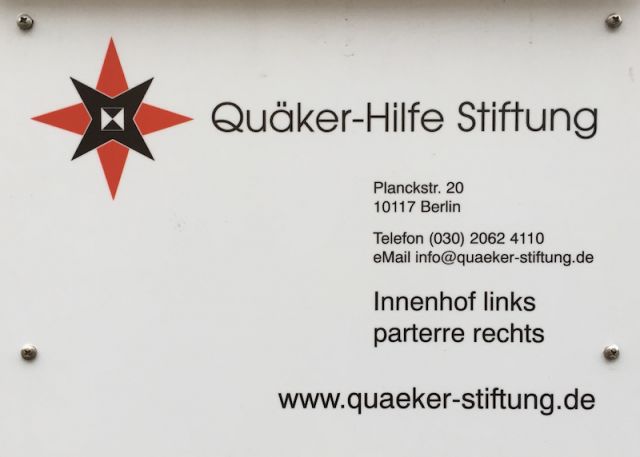 Quäker-Hilfe Stiftung
Planckstr. 20
10117 Berlin
Telefon (030) 2062 4110
eMail info@quaeker-stiftung.de
Innenhof links
parterre rechts
www.quaeker-stiftung.de